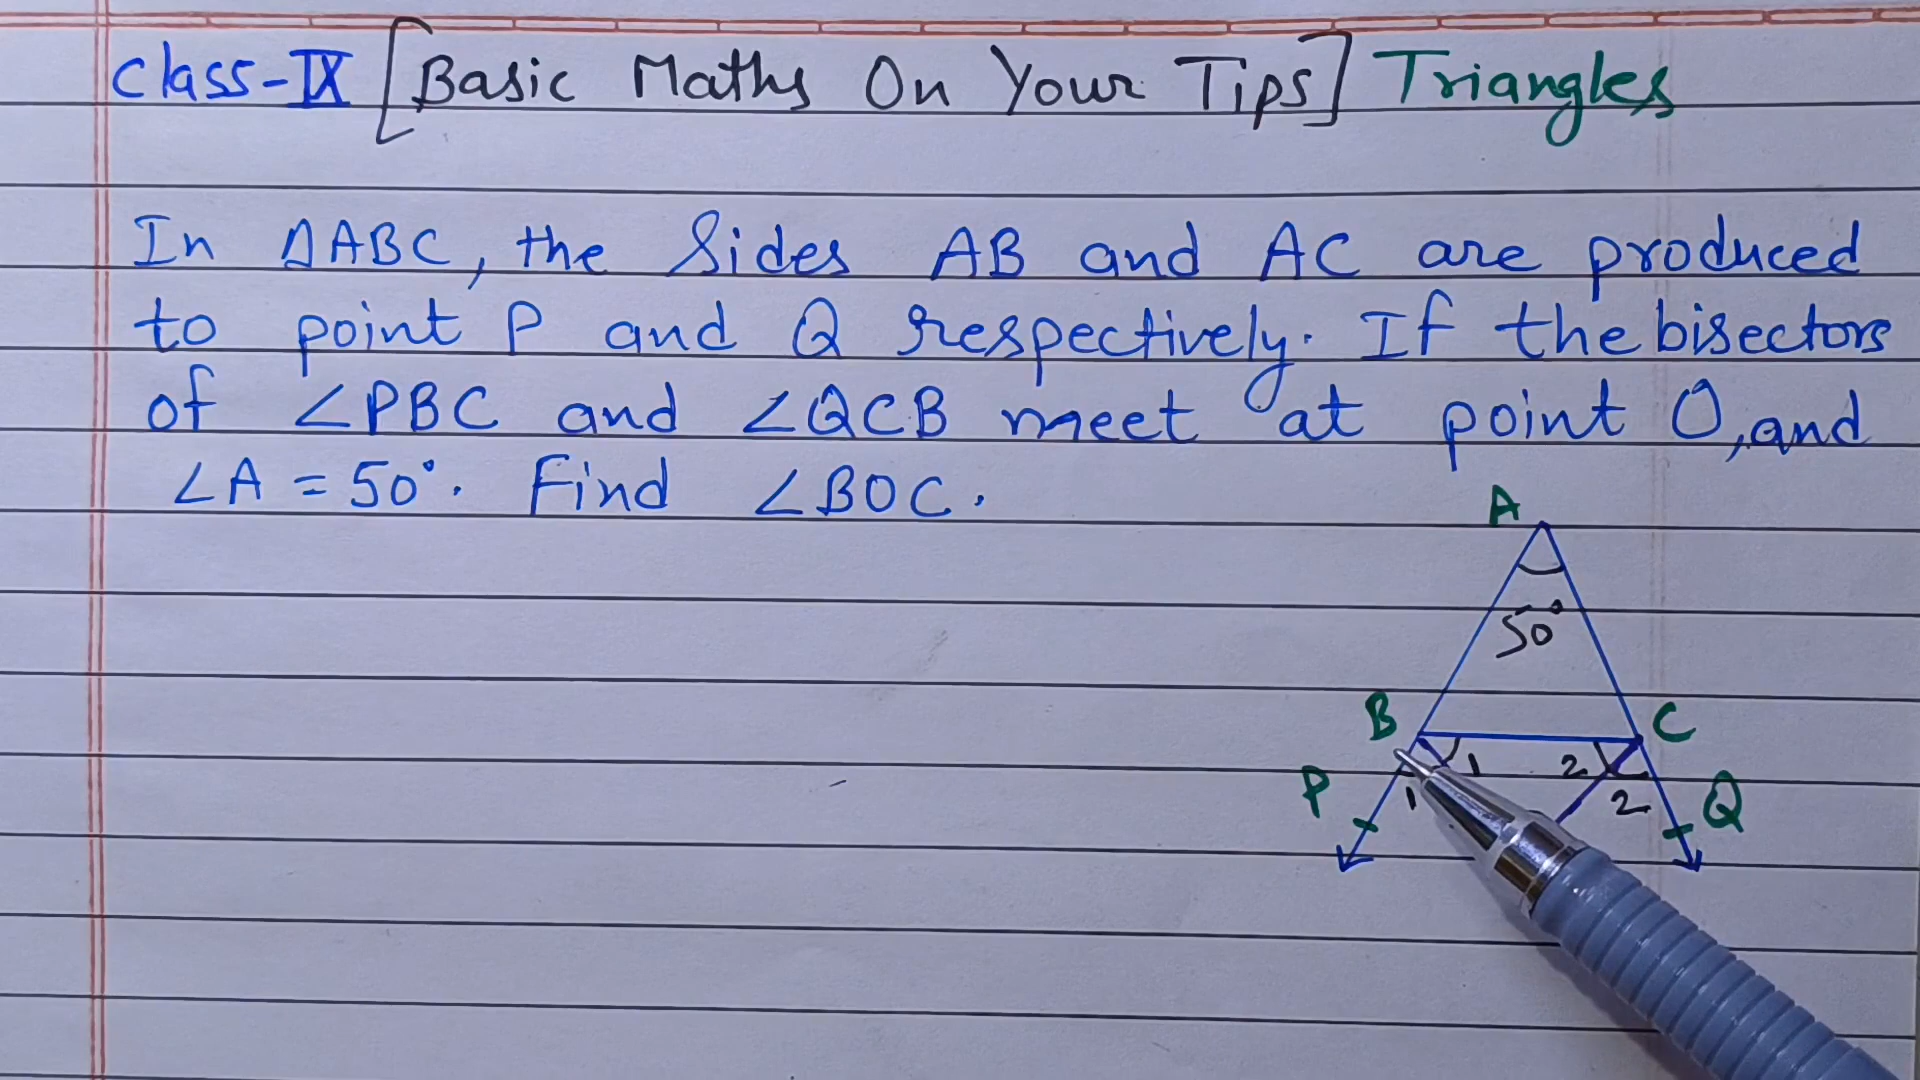 Class-IX [Basic Maths On Your Tips] Triangles
In ΔABC, the Sides AB and AC are produced
to point P and Q respectively. If the bisectors
of ∠PBC and ∠QCB meet at point O, and
∠A = 50°. Find ∠BOC.
A
50°
B C
1 2
P 1 2 Q